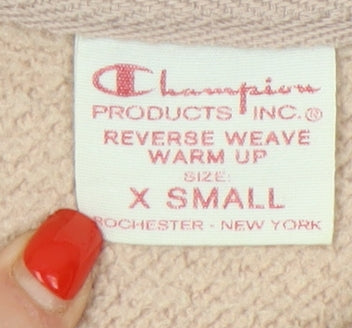 Champion
PRODUCTS INC.®
REVERSE WEAVE
WARM UP
SIZE:
X SMALL
ROCHESTER - NEW YORK